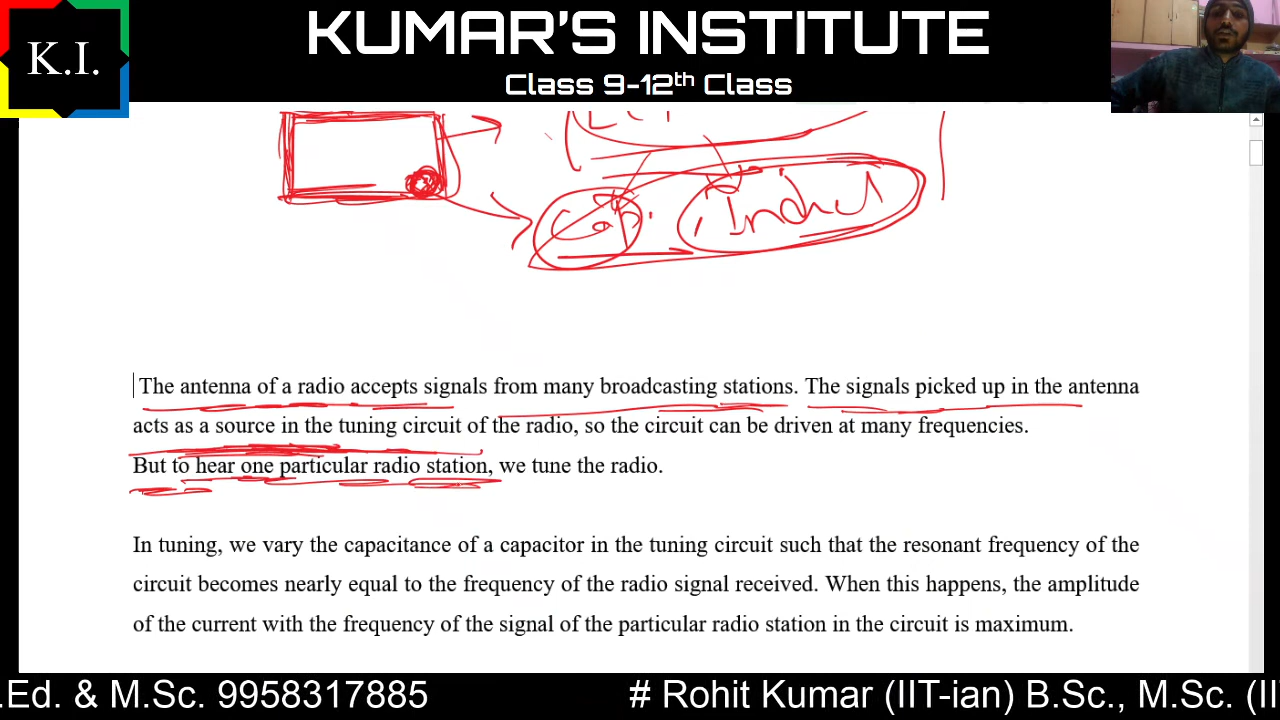 KUMAR'S INSTITUTE
K.I.
Class 9-12th Class
The antenna of a radio accepts signals from many broadcasting stations. The signals picked up in the antenna
acts as a source in the tuning circuit of the radio, so the circuit can be driven at many frequencies.
But to hear one particular radio station, we tune the radio.
In tuning, we vary the capacitance of a capacitor in the tuning circuit such that the resonant frequency of the
circuit becomes nearly equal to the frequency of the radio signal received. When this happens, the amplitude
of the current with the frequency of the signal of the particular radio station in the circuit is maximum.
.Ed. & M.Sc. 9958317885 # Rohit Kumar (IIT-ian) B.Sc., M.Sc. (II